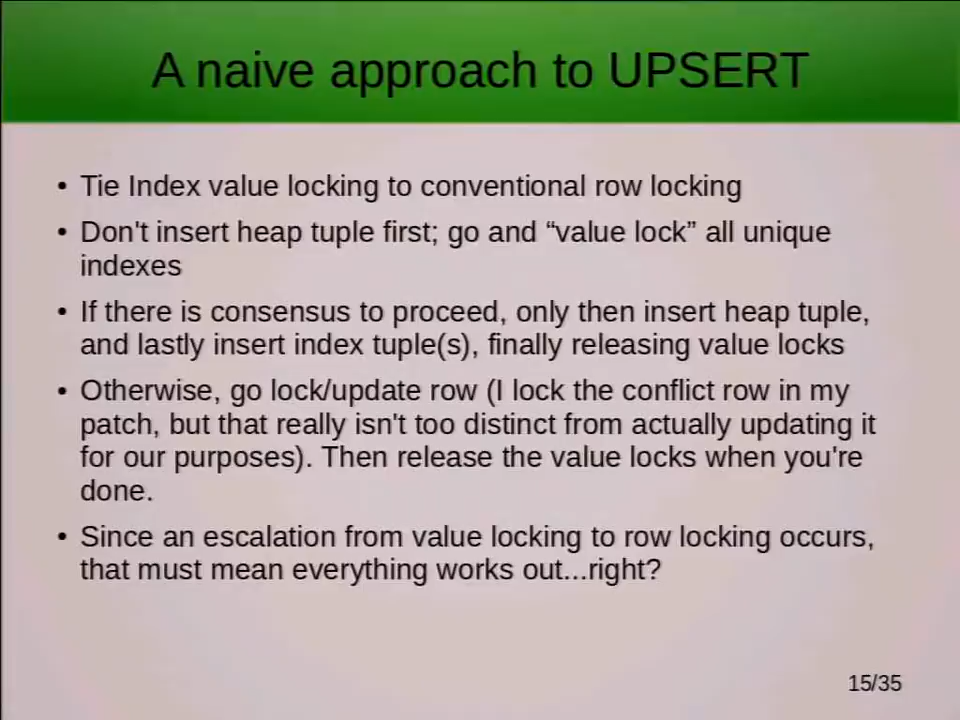 A naive approach to UPSERT
• Tie Index value locking to conventional row locking
• Don't insert heap tuple first; go and “value lock” all unique
indexes
• If there is consensus to proceed, only then insert heap tuple,
and lastly insert index tuple(s), finally releasing value locks
• Otherwise, go lock/update row (I lock the conflict row in my
patch, but that really isn't too distinct from actually updating it
for our purposes). Then release the value locks when you're
done.
• Since an escalation from value locking to row locking occurs,
that must mean everything works out...right?
15/35